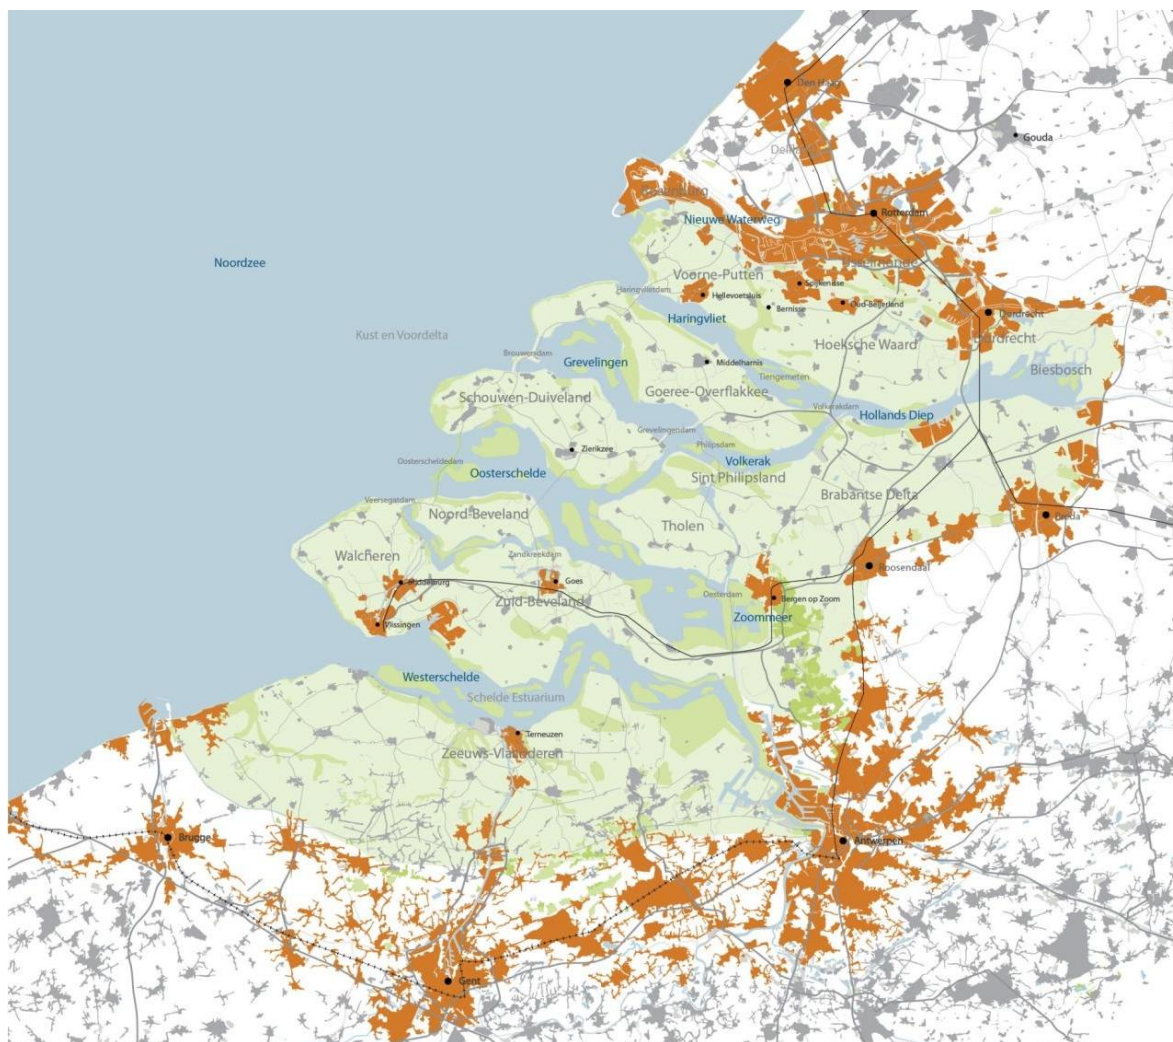 Den Haag
Gouda
Rotterdam
Nieuwe Waterweg
Noordzee
Voorne-Putten
Spijkenisse
Haringvlietdam
Hellevoetsluis
Oud-Beijerland
Bernisse
Haringvliet
Dordrecht
Dordrecht
Kust en Voordelta
Hoeksche Waard
Brouwersdam
Grevelingen
Middelharnis
Biesbosch
Tiengemeten
Goeree-Overflakkee
Schouwen-Duiveland
Volkerakdam
Hollands Diep
Grevelingendam
Philipsdam
Zierikzee
Oosterscheldedam
Volkerak
Oosterschelde
Sint Philipsland
Brabantse Delta
Veersegatdam
Noord-Beveland
Tholen
Breda
Walcheren
Zandkreekdam
Roosendaal
Middelburg
Goes
Oesterdam
Bergen op Zoom
Zuid-Beveland
Zoommeer
Vlissingen
Westerschelde
Schelde Estuarium
Terneuzen
Zeeuws-Vlaanderen
Brugge
Antwerpen
Gent